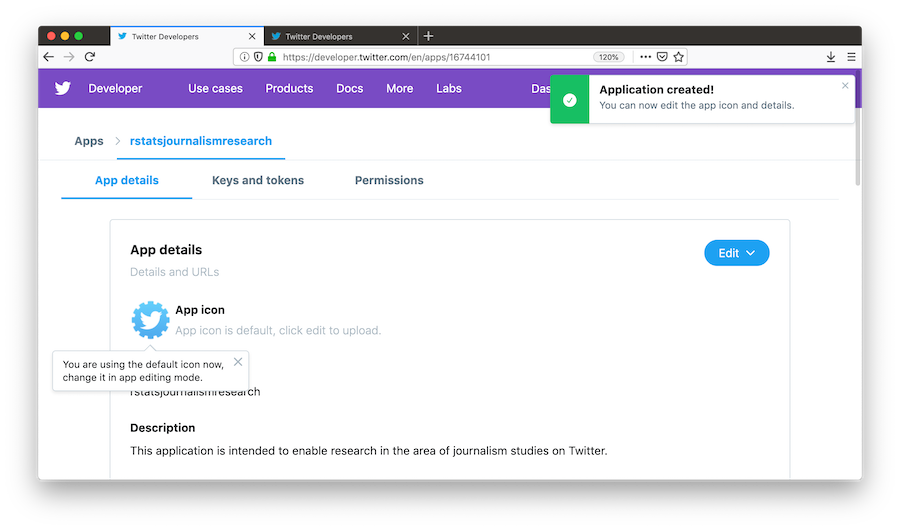 Twitter Developers
Twitter Developers
https://developer.twitter.com/en/apps/16744101
120%
Developer
Use cases
Products
Docs
More
Labs
Application created!
You can now edit the app icon and details.
Apps
rstatsjournalismresearch
App details
Keys and tokens
Permissions
App details
Edit
Details and URLs
App icon
App icon is default, click edit to upload.
You are using the default icon now,
change it in app editing mode.
rstatsjournalismresearch
Description
This application is intended to enable research in the area of journalism studies on Twitter.